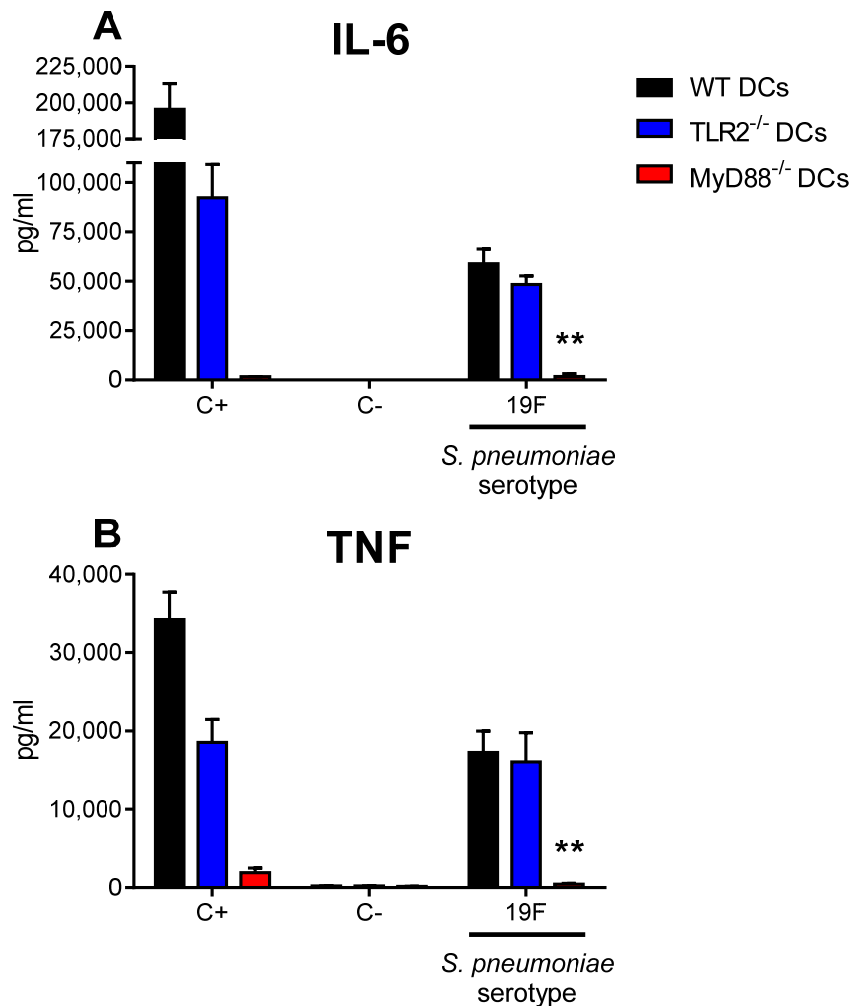 A
IL-6
225,000
200,000
175,000
100,000
75,000
50,000
25,000
0
pg/ml
C+ C- 19F
**
S. pneumoniae
serotype
WT DCs
TLR2-/- DCs
MyD88-/- DCs
B
TNF
40,000
30,000
20,000
10,000
0
pg/ml
C+ C- 19F
**
S. pneumoniae
serotype